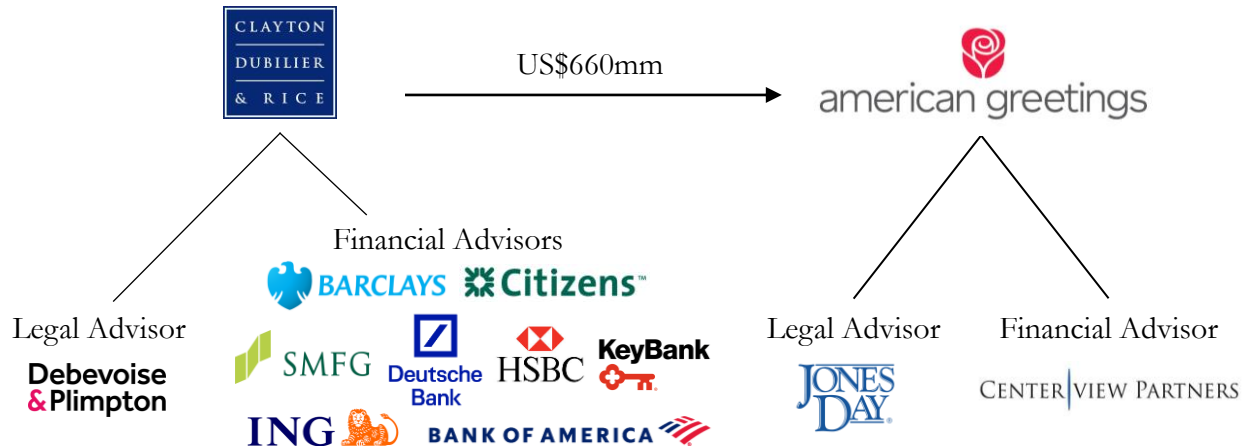 CLAYTON
DUBILIER
& RICE
US$660mm
american greetings
Financial Advisors
BARCLAYS
Citizens™
Legal Advisor
Debevoise
&Plimpton
SMFG
Deutsche
Bank
HSBC
KeyBank
ING
BANK OF AMERICA
Legal Advisor
JONES
DAY®
Financial Advisor
CENTERVIEW PARTNERS